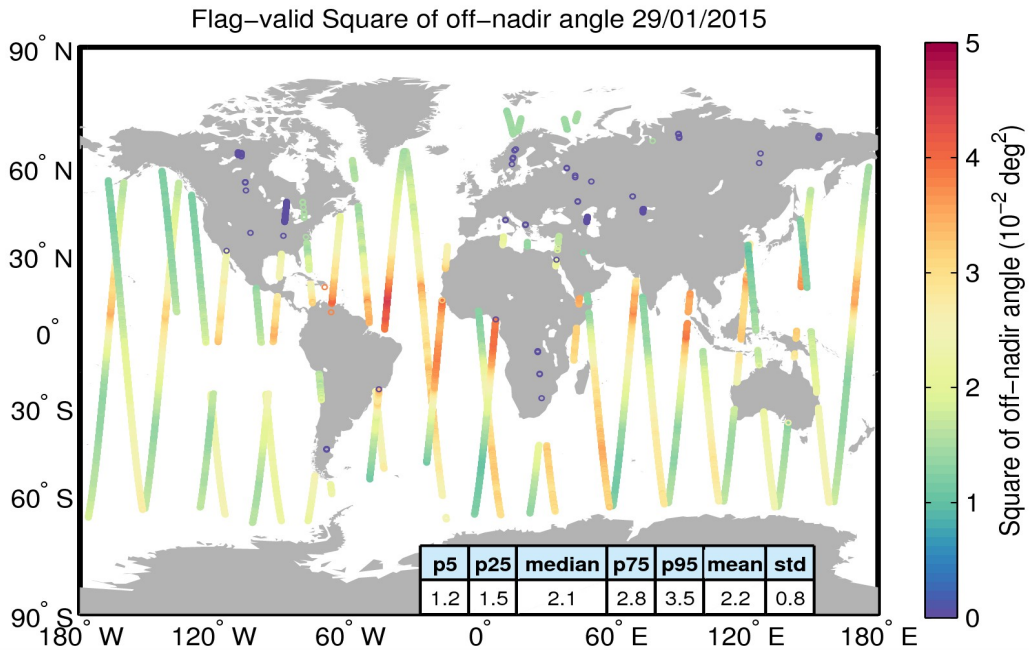 Flag−valid Square of off−nadir angle 29/01/2015
90° N
60° N
30° N
0°
30° S
60° S
90° S
180° W
120° W
60° W
0°
60° E
120° E
180° E
p5 p25 median p75 p95 mean std
1.2 1.5 2.1 2.8 3.5 2.2 0.8
5
4
3
2
1
0
Square of off−nadir angle (10⁻² deg²)